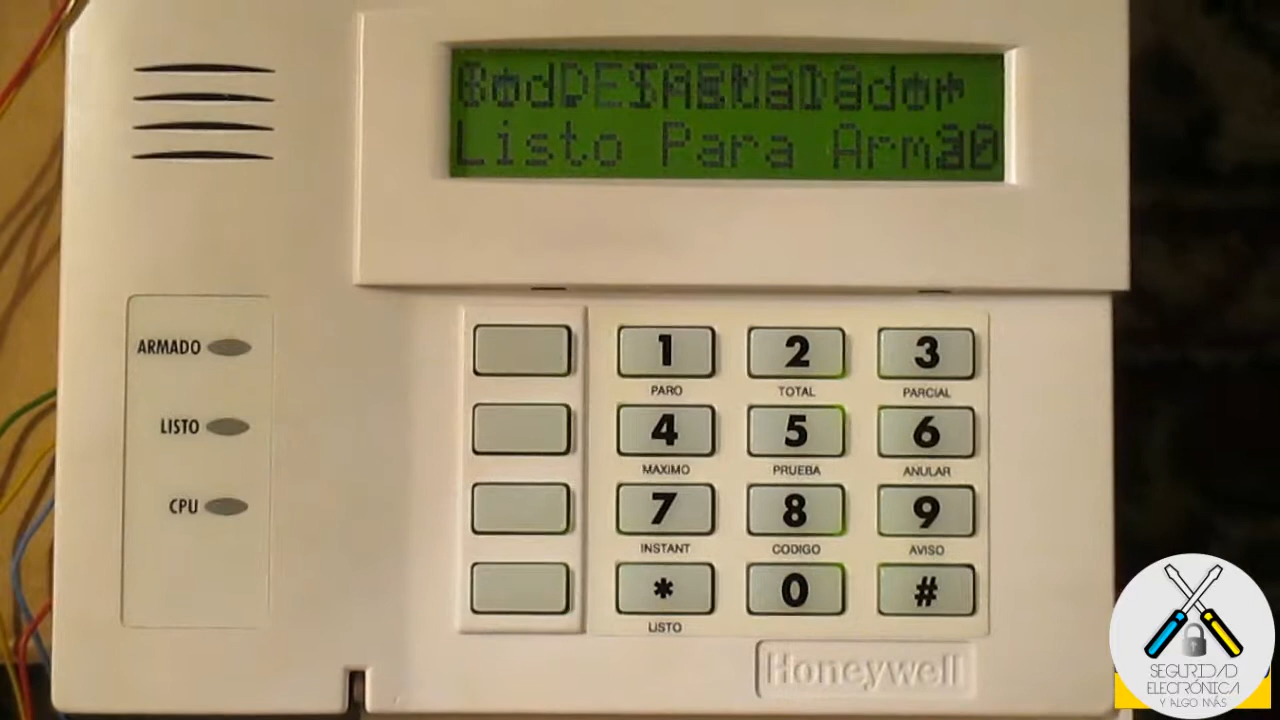 Listo Para Arma
ARMADO
LISTO
CPU
1 2 3
PARO TOTAL PARCIAL
4 5 6
MAXIMO PRUEBA ANULAR
7 8 9
INSTANT CODIGO AVISO
* 0 #
LISTO
Honeywell
SEGURIDAD
ELECTRÓNICA
Y ALGO MÁS